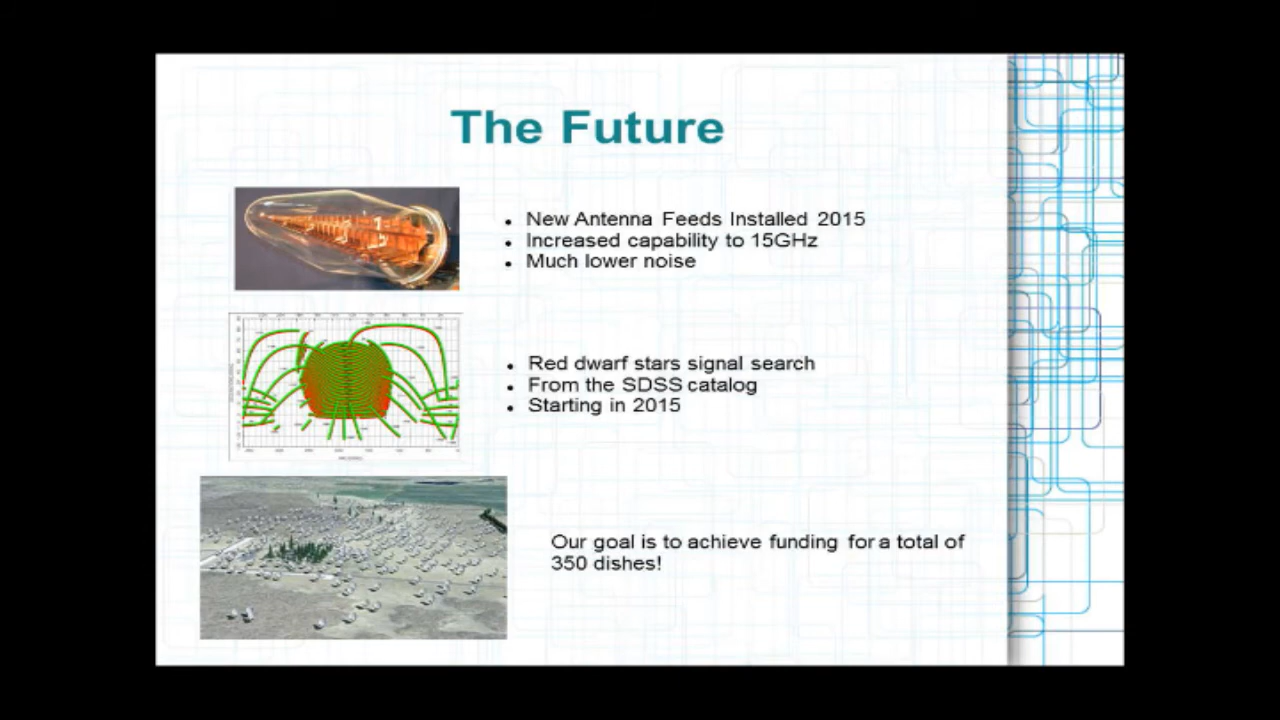 The Future
New Antenna Feeds Installed 2015
Increased capability to 15GHz
Much lower noise
Red dwarf stars signal search
From the SDSS catalog
Starting in 2015
Our goal is to achieve funding for a total of
350 dishes!